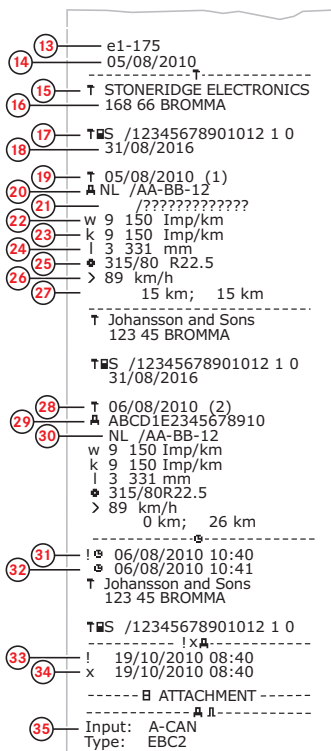 13 e1-175
14 05/08/2010
15 STONERIDGE ELECTRONICS
16 168 66 BROMMA
17 S /12345678901012 1 0
18 31/08/2016
19 05/08/2010 (1)
20 NL /AA-BB-12
21 /?????????????
22 w 9 150 Imp/km
23 k 9 150 Imp/km
24 l 3 331 mm
25 315/80 R22.5
26 > 89 km/h
27 15 km; 15 km
Johansson and Sons
123 45 BROMMA
S /12345678901012 1 0
31/08/2016
28 06/08/2010 (2)
29 ABCD1E2345678910
30 NL /AA-BB-12
w 9 150 Imp/km
k 9 150 Imp/km
l 3 331 mm
315/80R22.5
> 89 km/h
0 km; 26 km
31 ! 06/08/2010 10:40
32 06/08/2010 10:41
Johansson and Sons
123 45 BROMMA
S /12345678901012 1 0
! x
33 ! 19/10/2010 08:40
34 x 19/10/2010 08:40
------ ATTACHMENT ------
35 Input: A-CAN
Type: EBC2